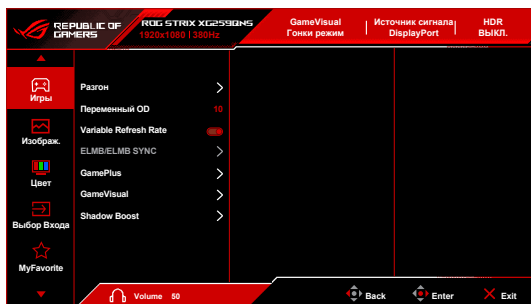 REPUBLIC OF
GAMERS
ROG STRIX XG259QNS
1920x1080 | 380Hz
GameVisual
Гонки режим
Источник сигнала
DisplayPort
HDR
ВЫКЛ.
Игры
Изображ.
Цвет
Выбор Входа
MyFavorite
Разгон
Переменный OD
10
Variable Refresh Rate
ELMB/ELMB SYNC
GamePlus
GameVisual
Shadow Boost
Volume 50
Back
Enter
Exit